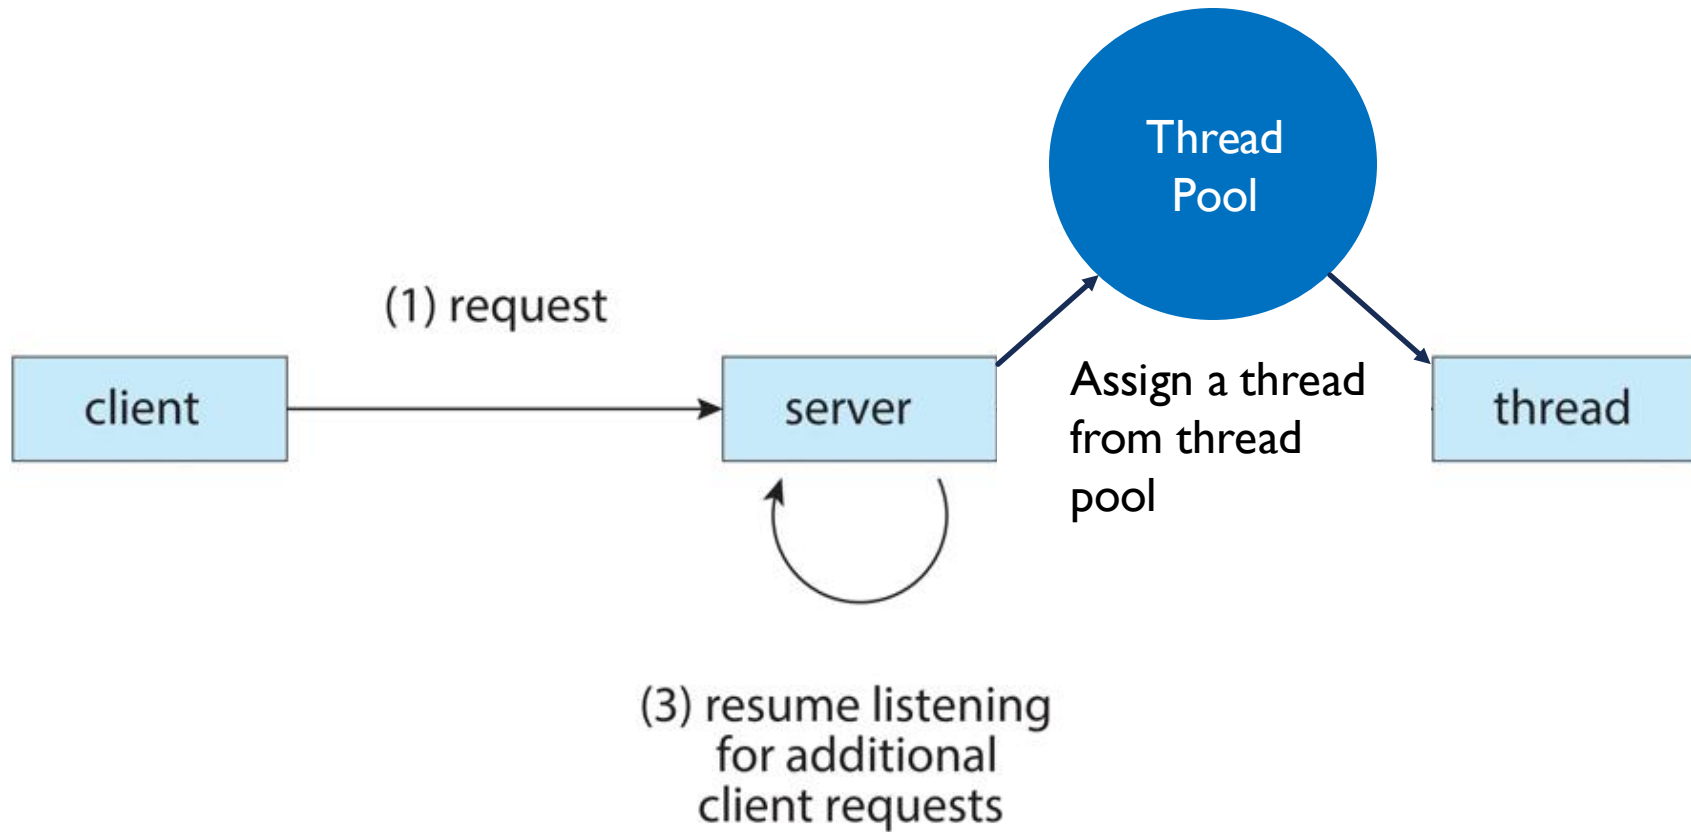 Thread
Pool
(1) request
client
server
Assign a thread
from thread
pool
thread
(3) resume listening
for additional
client requests